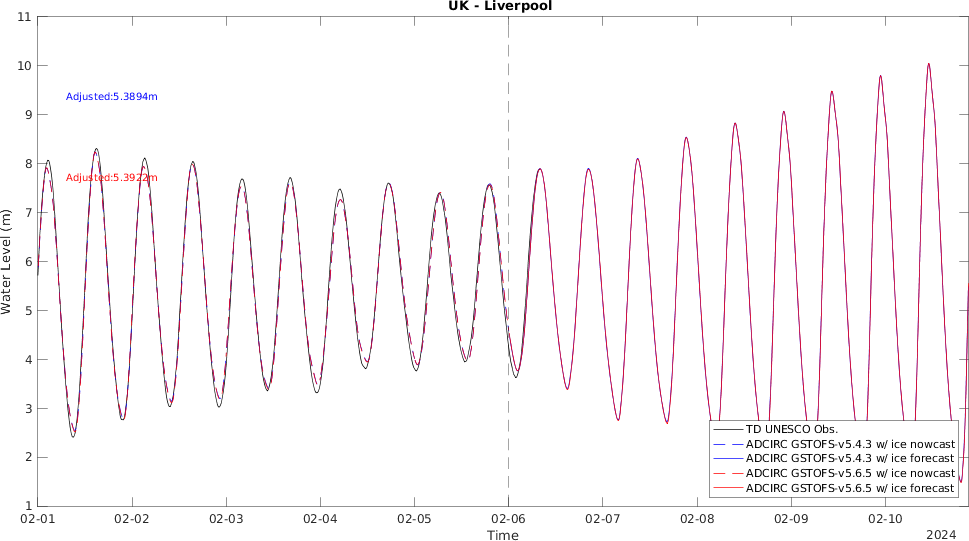 UK - Liverpool
11
10
9
8
7
6
5
4
3
2
1
Water Level (m)
Adjusted:5.3894m
Adjusted:5.3922m
TD UNESCO Obs.
ADCIRC GSTOFS-v5.4.3 w/ ice nowcast
ADCIRC GSTOFS-v5.4.3 w/ ice forecast
ADCIRC GSTOFS-v5.6.5 w/ ice nowcast
ADCIRC GSTOFS-v5.6.5 w/ ice forecast
02-01 02-02 02-03 02-04 02-05 02-06 02-07 02-08 02-09 02-10
Time
2024